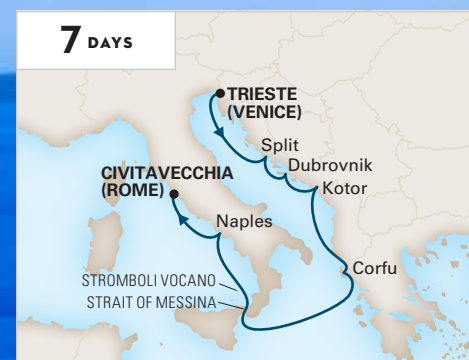 7 DAYS
TRIESTE
(VENICE)
Split
Dubrovnik
Kotor
CIVITAVECCHIA
(ROME)
Naples
Corfu
STROMBOLI VOCANO
STRAIT OF MESSINA